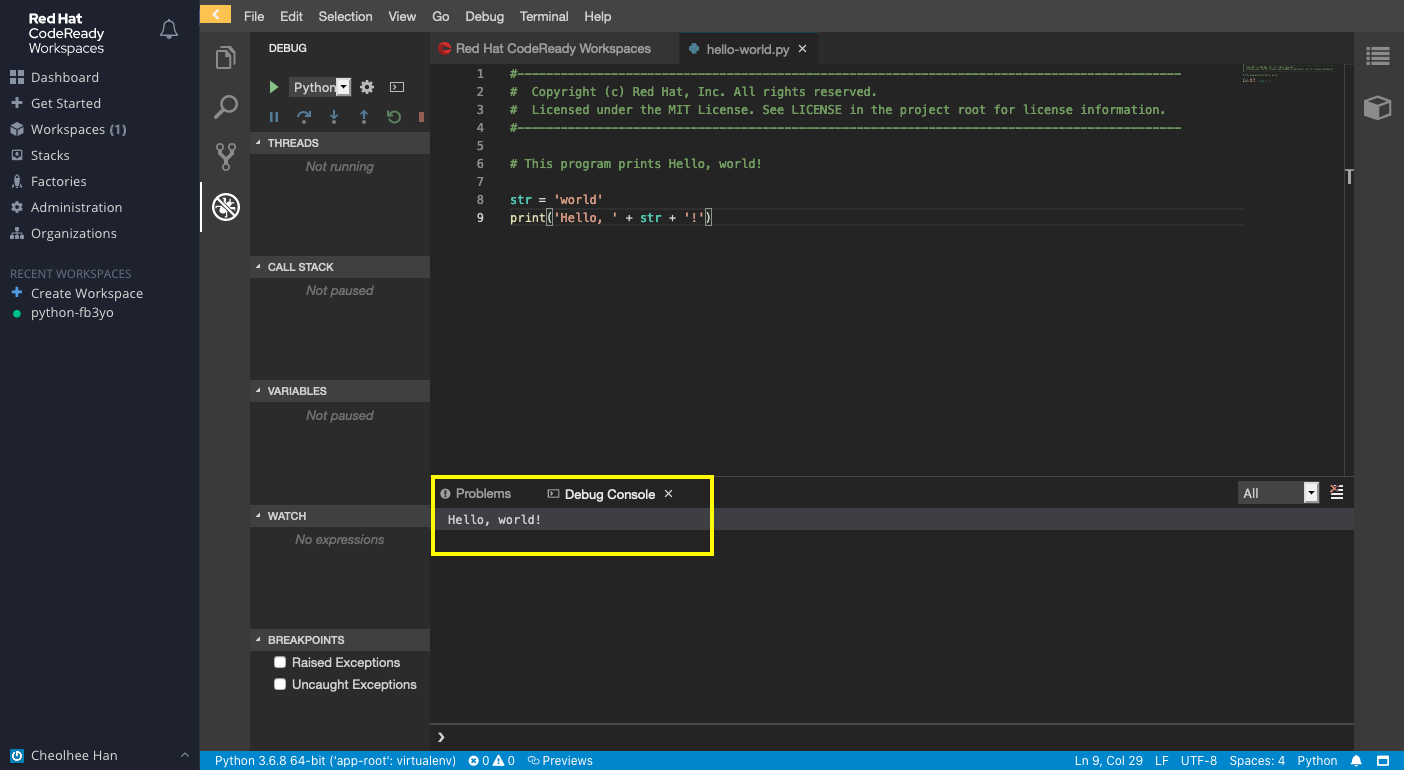 Red Hat
CodeReady
Workspaces
Dashboard
Get Started
Workspaces (1)
Stacks
Factories
Administration
Organizations
RECENT WORKSPACES
Create Workspace
python-fb3yo
Cheolhee Han
File Edit Selection View Go Debug Terminal Help
DEBUG
Python
THREADS
Not running
CALL STACK
Not paused
VARIABLES
Not paused
WATCH
No expressions
BREAKPOINTS
Raised Exceptions
Uncaught Exceptions
Red Hat CodeReady Workspaces hello-world.py ×
1 #--------------------------------------------------------------------------------------------
2 #  Copyright (c) Red Hat, Inc. All rights reserved.
3 #  Licensed under the MIT License. See LICENSE in the project root for license information.
4 #--------------------------------------------------------------------------------------------
5
6 # This program prints Hello, world!
7
8 str = 'world'
9 print('Hello, ' + str + '!')
Problems Debug Console × All
Hello, world!
❯
Python 3.6.8 64-bit ('app-root': virtualenv) 0 0 Previews Ln 9, Col 29 LF UTF-8 Spaces: 4 Python